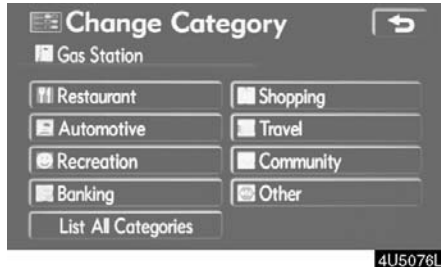 Change Category
Gas Station
Restaurant Shopping
Automotive Travel
Recreation Community
Banking Other
List All Categories
4U5076L